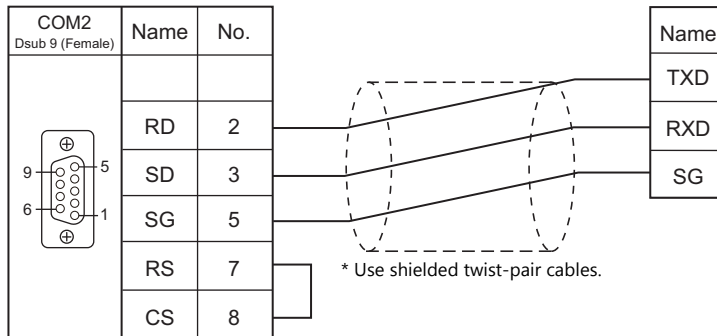 COM2
Dsub 9 (Female)
Name
No.
RD
2
SD
3
SG
5
RS
7
CS
8
9
5
6
1
* Use shielded twist-pair cables.
Name
TXD
RXD
SG